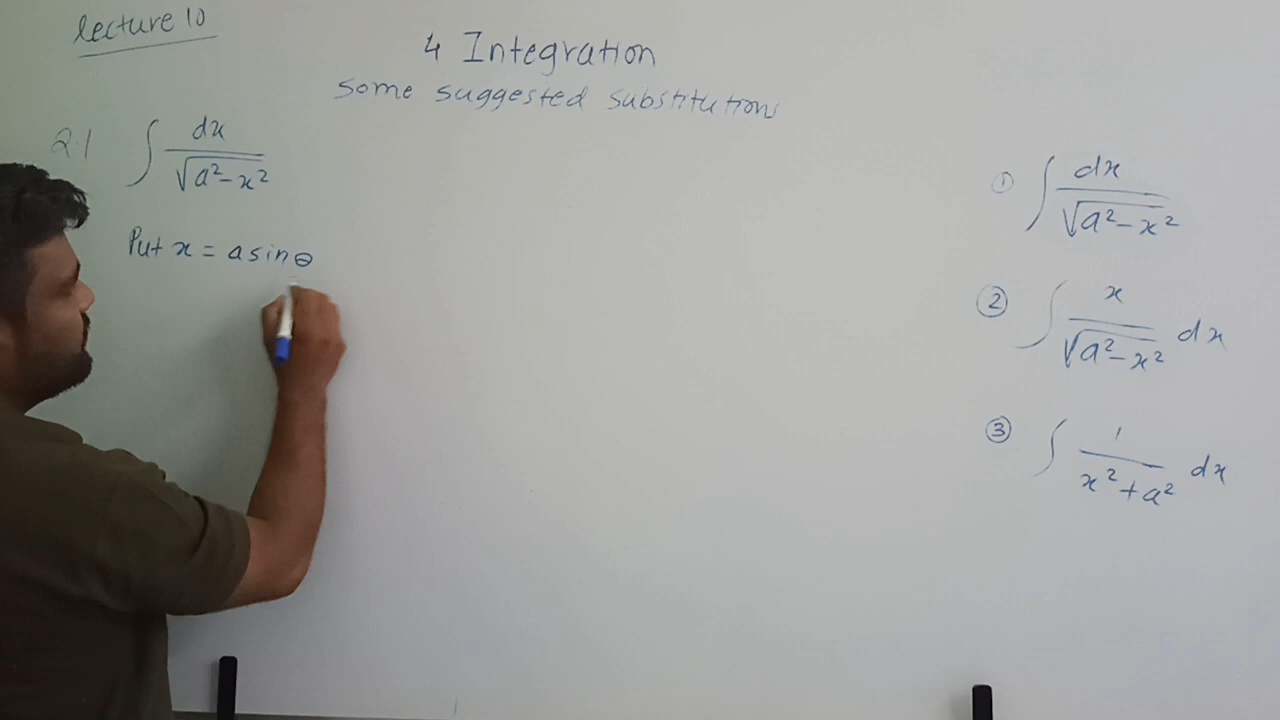 lecture 10
4 Integration
some suggested substitutions
2.1 ∫ dx / √(a²-x²)
Put x = a sinθ
① ∫ dx / √(a²-x²)
② ∫ x / √(a²-x²) dx
③ ∫ 1 / (x²+a²) dx